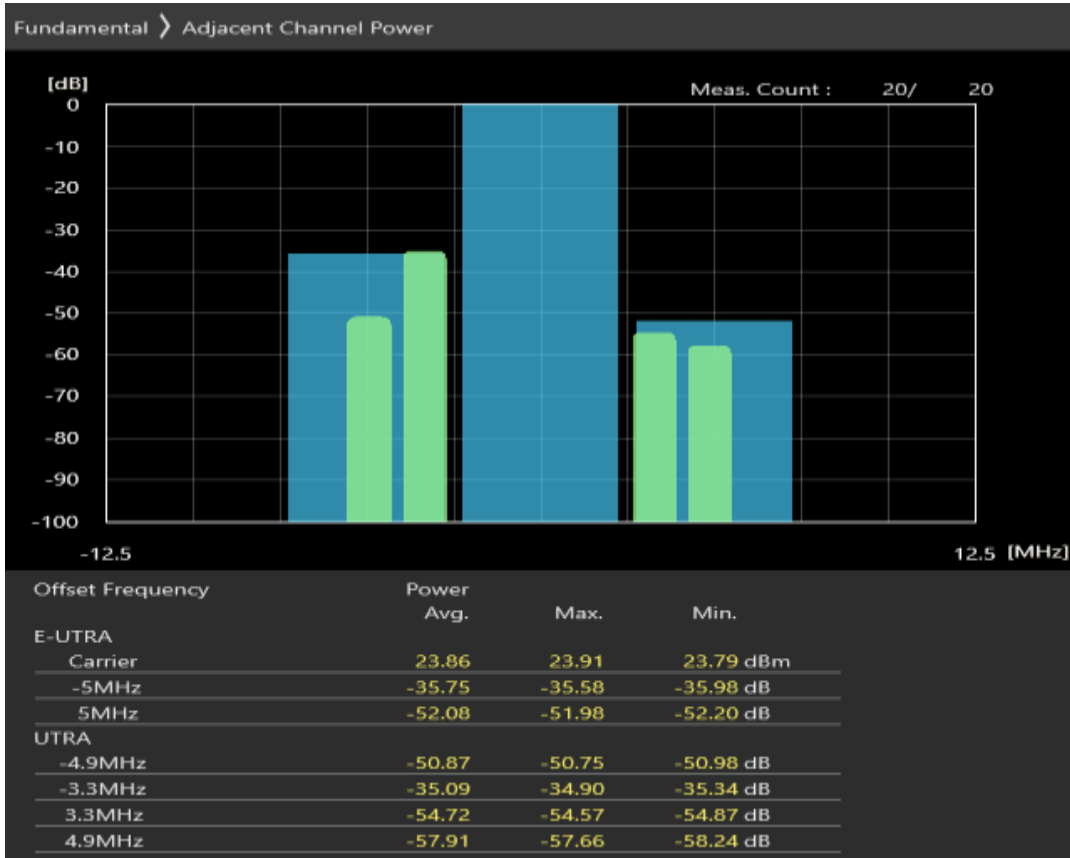 Fundamental 〉 Adjacent Channel Power
[dB]
Meas. Count : 20/ 20
0
-10
-20
-30
-40
-50
-60
-70
-80
-90
-100
-12.5 12.5 [MHz]
Offset Frequency Power
Avg. Max. Min.
E-UTRA
Carrier 23.86 23.91 23.79 dBm
-5MHz -35.75 -35.58 -35.98 dB
5MHz -52.08 -51.98 -52.20 dB
UTRA
-4.9MHz -50.87 -50.75 -50.98 dB
-3.3MHz -35.09 -34.90 -35.34 dB
3.3MHz -54.72 -54.57 -54.87 dB
4.9MHz -57.91 -57.66 -58.24 dB